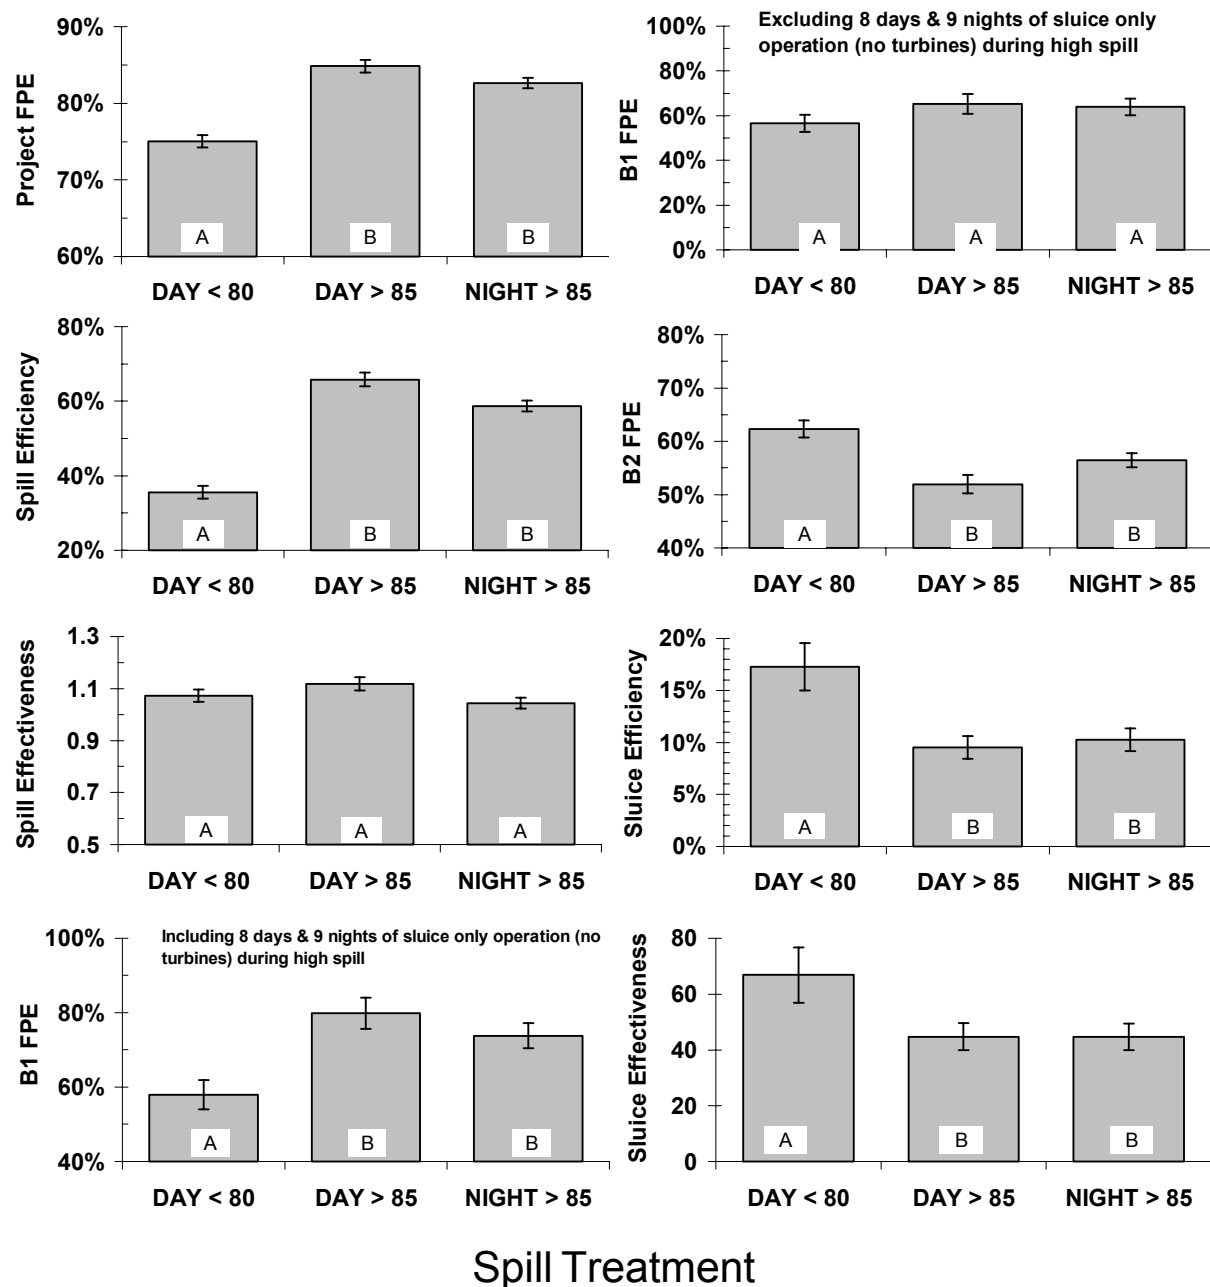 Project FPE
90%
80%
70%
60%
A
B
B
DAY < 80
DAY > 85
NIGHT > 85
Excluding 8 days & 9 nights of sluice only
operation (no turbines) during high spill
B1 FPE
100%
80%
60%
40%
20%
0%
A
A
A
DAY < 80
DAY > 85
NIGHT > 85
Spill Efficiency
80%
60%
40%
20%
A
B
B
DAY < 80
DAY > 85
NIGHT > 85
B2 FPE
80%
70%
60%
50%
40%
A
B
B
DAY < 80
DAY > 85
NIGHT > 85
Spill Effectiveness
1.3
1.1
0.9
0.7
0.5
A
A
A
DAY < 80
DAY > 85
NIGHT > 85
Sluice Efficiency
20%
15%
10%
5%
0%
A
B
B
DAY < 80
DAY > 85
NIGHT > 85
Including 8 days & 9 nights of sluice only operation (no
turbines) during high spill
B1 FPE
100%
80%
60%
40%
A
B
B
DAY < 80
DAY > 85
NIGHT > 85
Sluice Effectiveness
80
60
40
20
0
A
B
B
DAY < 80
DAY > 85
NIGHT > 85
Spill Treatment